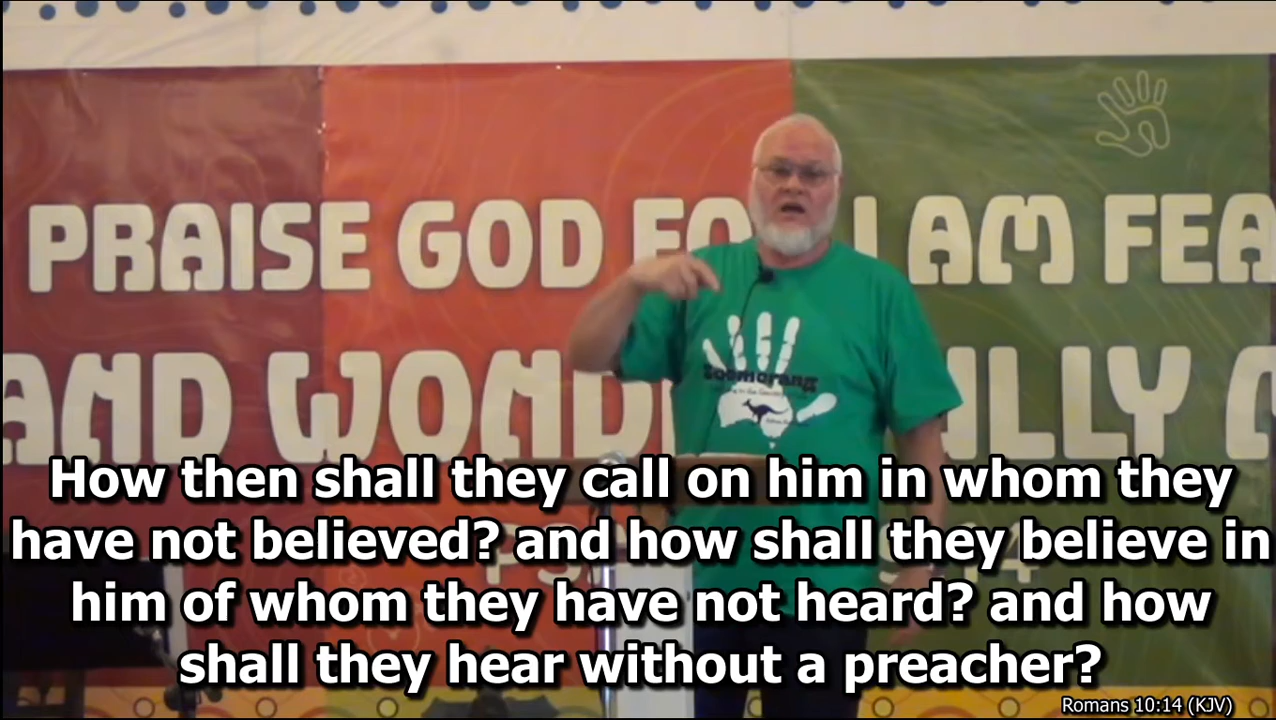 PRAISE GOD FO I AM FEA
AND WOND LLY
Boomerang
How then shall they call on him in whom they
have not believed? and how shall they believe in
him of whom they have not heard? and how
shall they hear without a preacher?
Romans 10:14 (KJV)